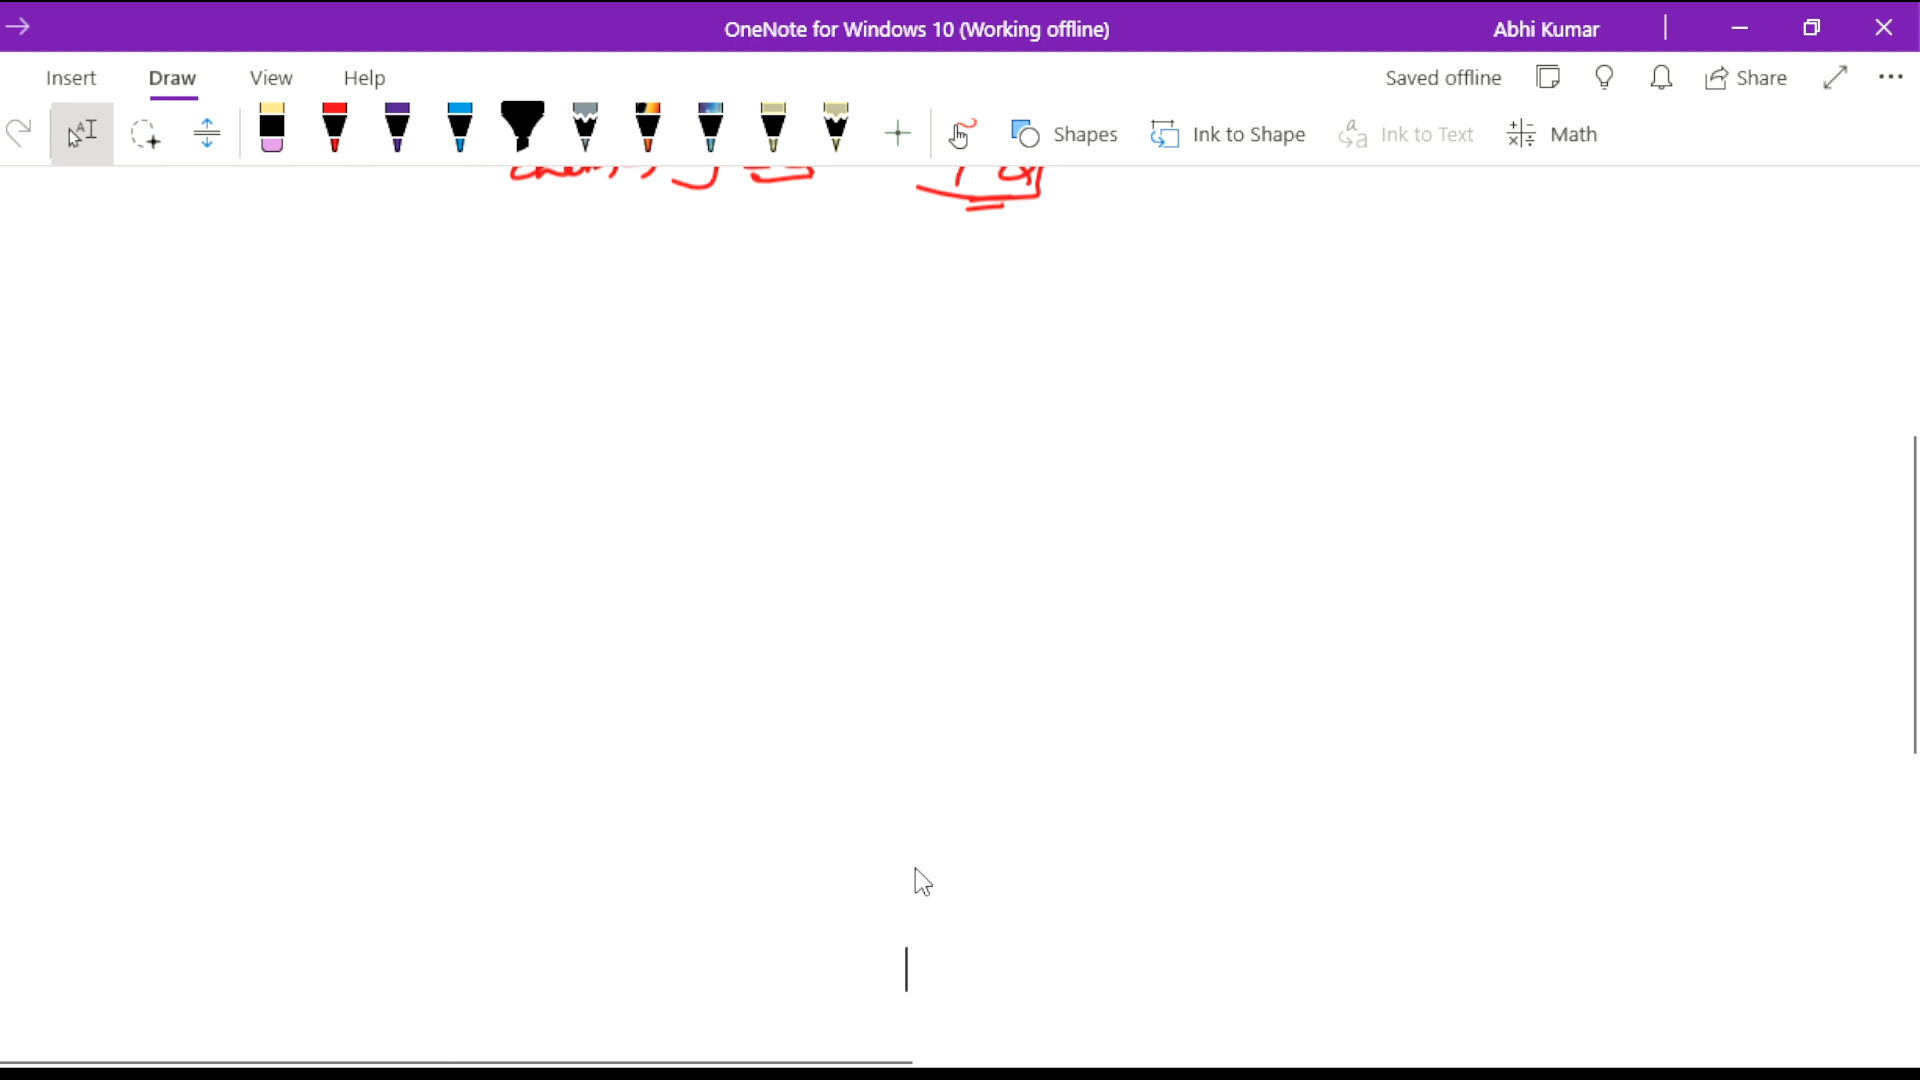 OneNote for Windows 10 (Working offline)
Abhi Kumar
Insert Draw View Help
Saved offline
Share
Shapes
Ink to Shape
Ink to Text
Math